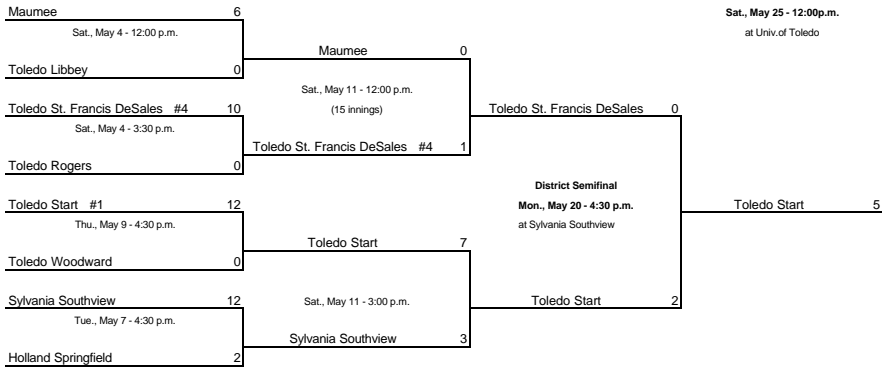 Maumee 6
Sat., May 25 - 12:00p.m.
Sat., May 4 - 12:00 p.m.
at Univ.of Toledo
Maumee 0
Toledo Libbey 0
Sat., May 11 - 12:00 p.m.
Toledo St. Francis DeSales #4 10
(15 innings)
Toledo St. Francis DeSales 0
Sat., May 4 - 3:30 p.m.
Toledo St. Francis DeSales #4 1
Toledo Rogers 0
District Semifinal
Toledo Start #1 12
Mon., May 20 - 4:30 p.m.
Toledo Start 5
Thu., May 9 - 4:30 p.m.
at Sylvania Southview
Toledo Start 7
Toledo Woodward 0
Sylvania Southview 12
Sat., May 11 - 3:00 p.m.
Toledo Start 2
Tue., May 7 - 4:30 p.m.
Sylvania Southview 3
Holland Springfield 2